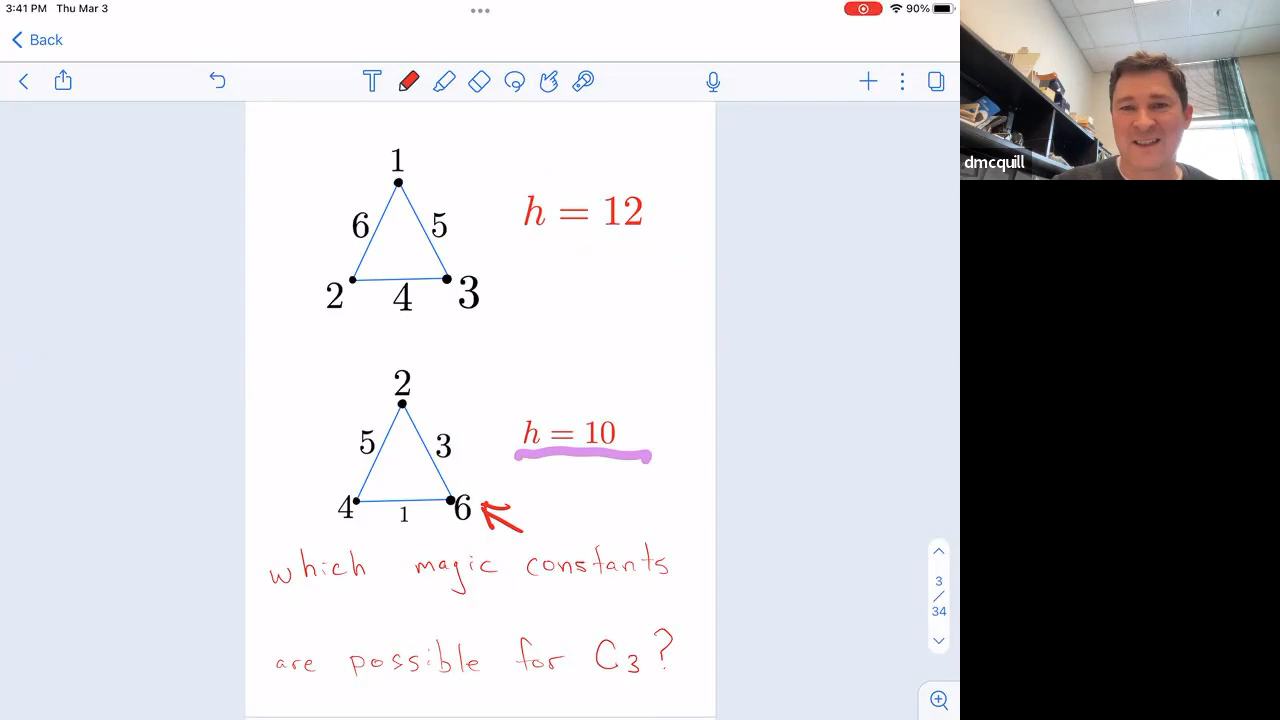 3:41 PM Thu Mar 3
90%
Back
T
dmcquill
1
6 5
2 4 3
h = 12
2
5 3
4 1 6
h = 10
which magic constants
are possible for C3?
3
/
34